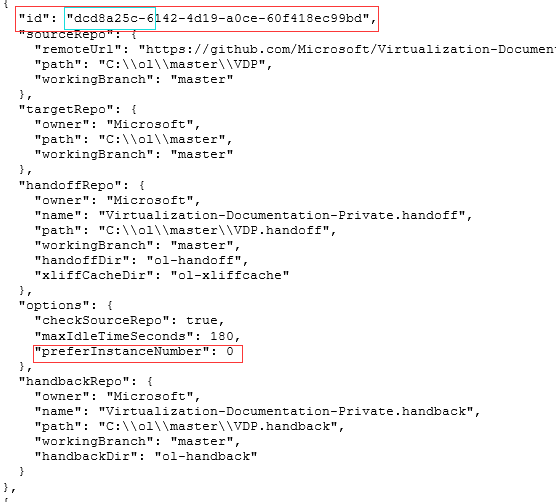 {
"id": "dcd8a25c-6142-4d19-a0ce-60f418ec99bd",
"sourceRepo": {
"remoteUrl": "https://github.com/Microsoft/Virtualization-Documen
"path": "C:\\ol\\master\\VDP",
"workingBranch": "master"
},
"targetRepo": {
"owner": "Microsoft",
"path": "C:\\ol\\master",
"workingBranch": "master"
},
"handoffRepo": {
"owner": "Microsoft",
"name": "Virtualization-Documentation-Private.handoff",
"path": "C:\\ol\\master\\VDP.handoff",
"workingBranch": "master",
"handoffDir": "ol-handoff",
"xliffCacheDir": "ol-xliffcache"
},
"options": {
"checkSourceRepo": true,
"maxIdleTimeSeconds": 180,
"preferInstanceNumber": 0
},
"handbackRepo": {
"owner": "Microsoft",
"name": "Virtualization-Documentation-Private.handback",
"path": "C:\\ol\\master\\VDP.handback",
"workingBranch": "master",
"handbackDir": "ol-handback"
}
},
{